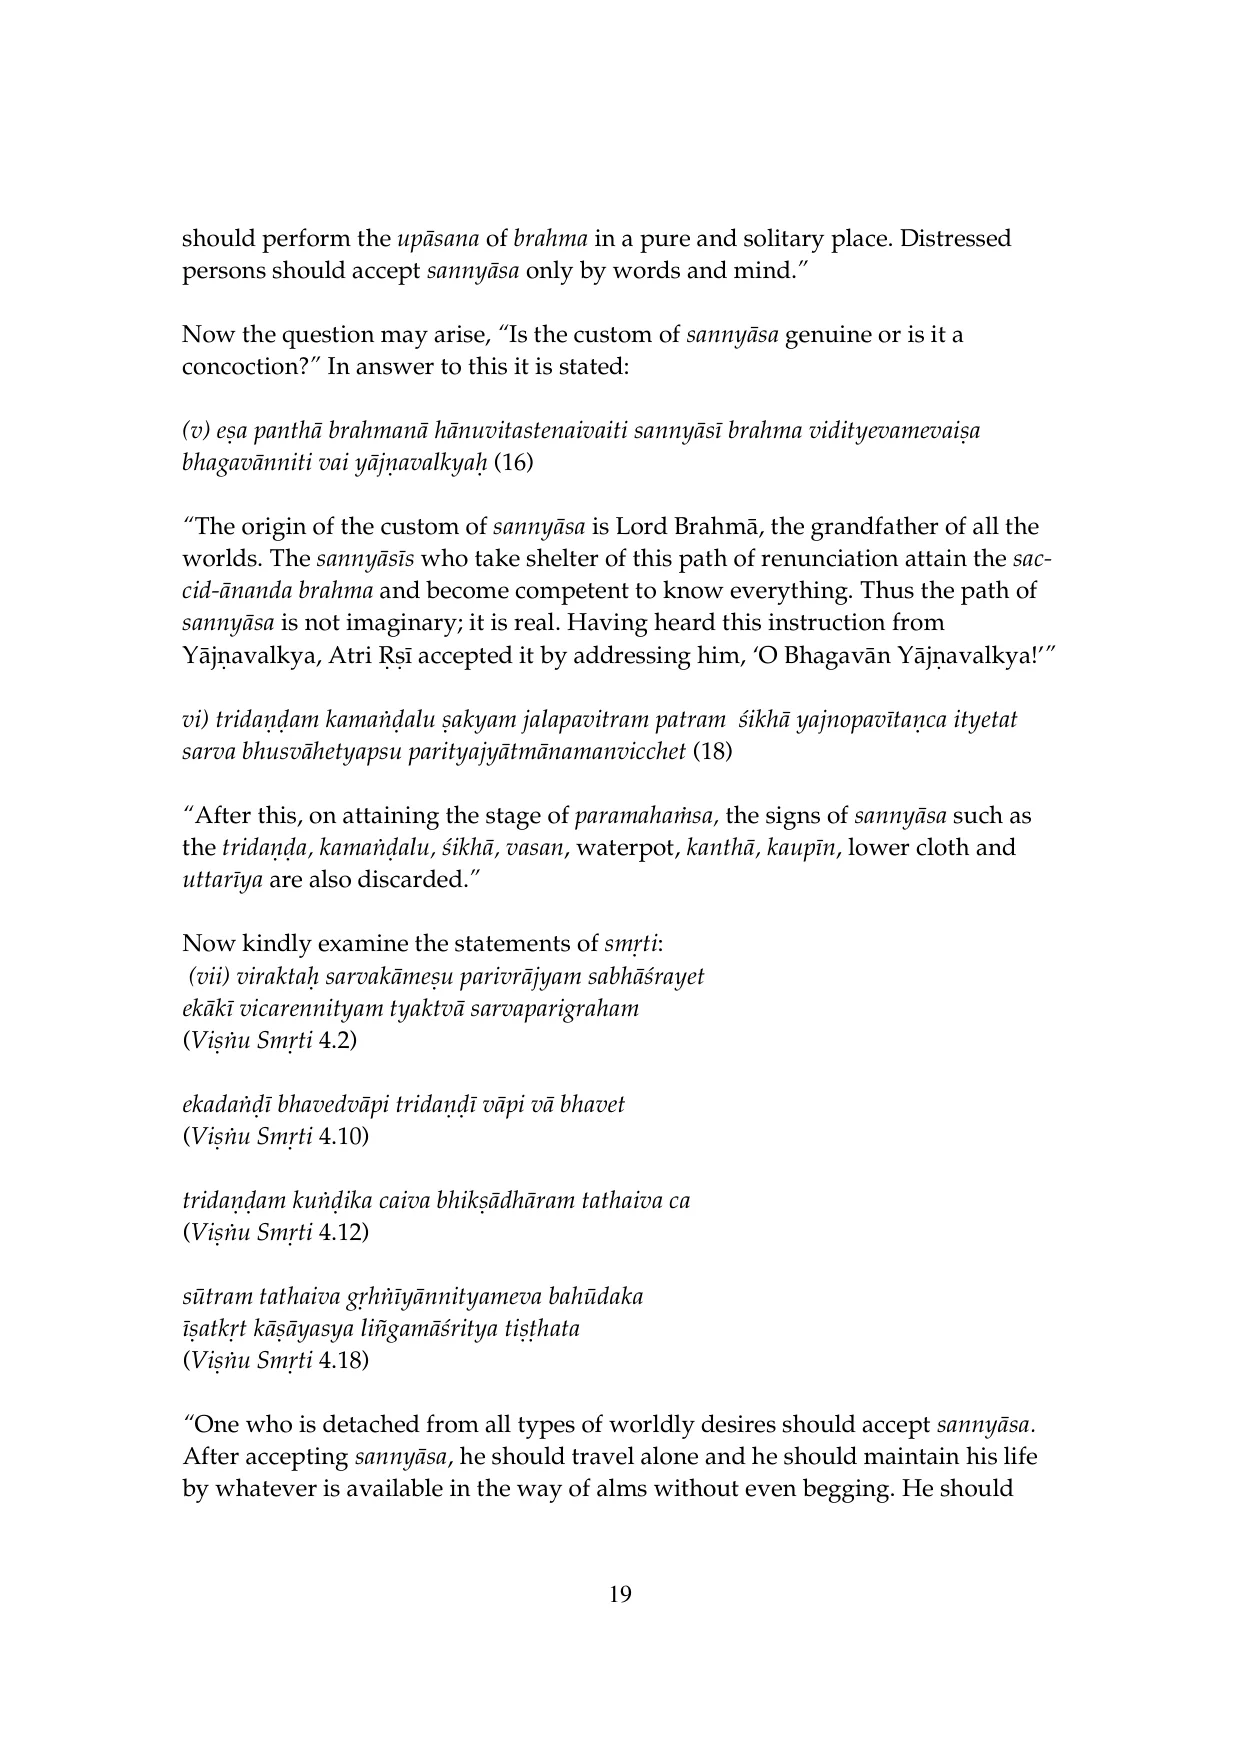 should perform the upāsana of brahma in a pure and solitary place. Distressed
persons should accept sannyāsa only by words and mind.”
Now the question may arise, “Is the custom of sannyāsa genuine or is it a
concoction?” In answer to this it is stated:
(v) eṣa panthā brahmanā hānuvitastenaivaiti sannyāsī brahma vidityevamevaiṣa
bhagavānniti vai yājṇavalkyaḥ (16)
“The origin of the custom of sannyāsa is Lord Brahmā, the grandfather of all the
worlds. The sannyāsīs who take shelter of this path of renunciation attain the sac-
cid-ānanda brahma and become competent to know everything. Thus the path of
sannyāsa is not imaginary; it is real. Having heard this instruction from
Yājṇavalkya, Atri Ṛṣī accepted it by addressing him, ‘O Bhagavān Yājṇavalkya!’”
vi) tridaṇḍam kamaṅḍalu ṣakyam jalapavitram patram śikhā yajnopavītaṇca ityetat
sarva bhusvāhetyapsu parityajyātmānamanvicchet (18)
“After this, on attaining the stage of paramahaṁsa, the signs of sannyāsa such as
the tridaṇḍa, kamaṅḍalu, śikhā, vasan, waterpot, kanthā, kaupīn, lower cloth and
uttarīya are also discarded.”
Now kindly examine the statements of smṛti:
(vii) viraktaḥ sarvakāmeṣu parivrājyam sabhāśrayet
ekākī vicarennityam tyaktvā sarvaparigraham
(Viṣṅu Smṛti 4.2)
ekadaṅḍī bhavedvāpi tridaṇḍī vāpi vā bhavet
(Viṣṅu Smṛti 4.10)
tridaṇḍam kuṅḍika caiva bhikṣādhāram tathaiva ca
(Viṣṅu Smṛti 4.12)
sūtram tathaiva gṛhṅīyānnityameva bahūdaka
īṣatkṛt kāṣāyasya liñgamāśritya tiṣṭhata
(Viṣṅu Smṛti 4.18)
“One who is detached from all types of worldly desires should accept sannyāsa.
After accepting sannyāsa, he should travel alone and he should maintain his life
by whatever is available in the way of alms without even begging. He should
19